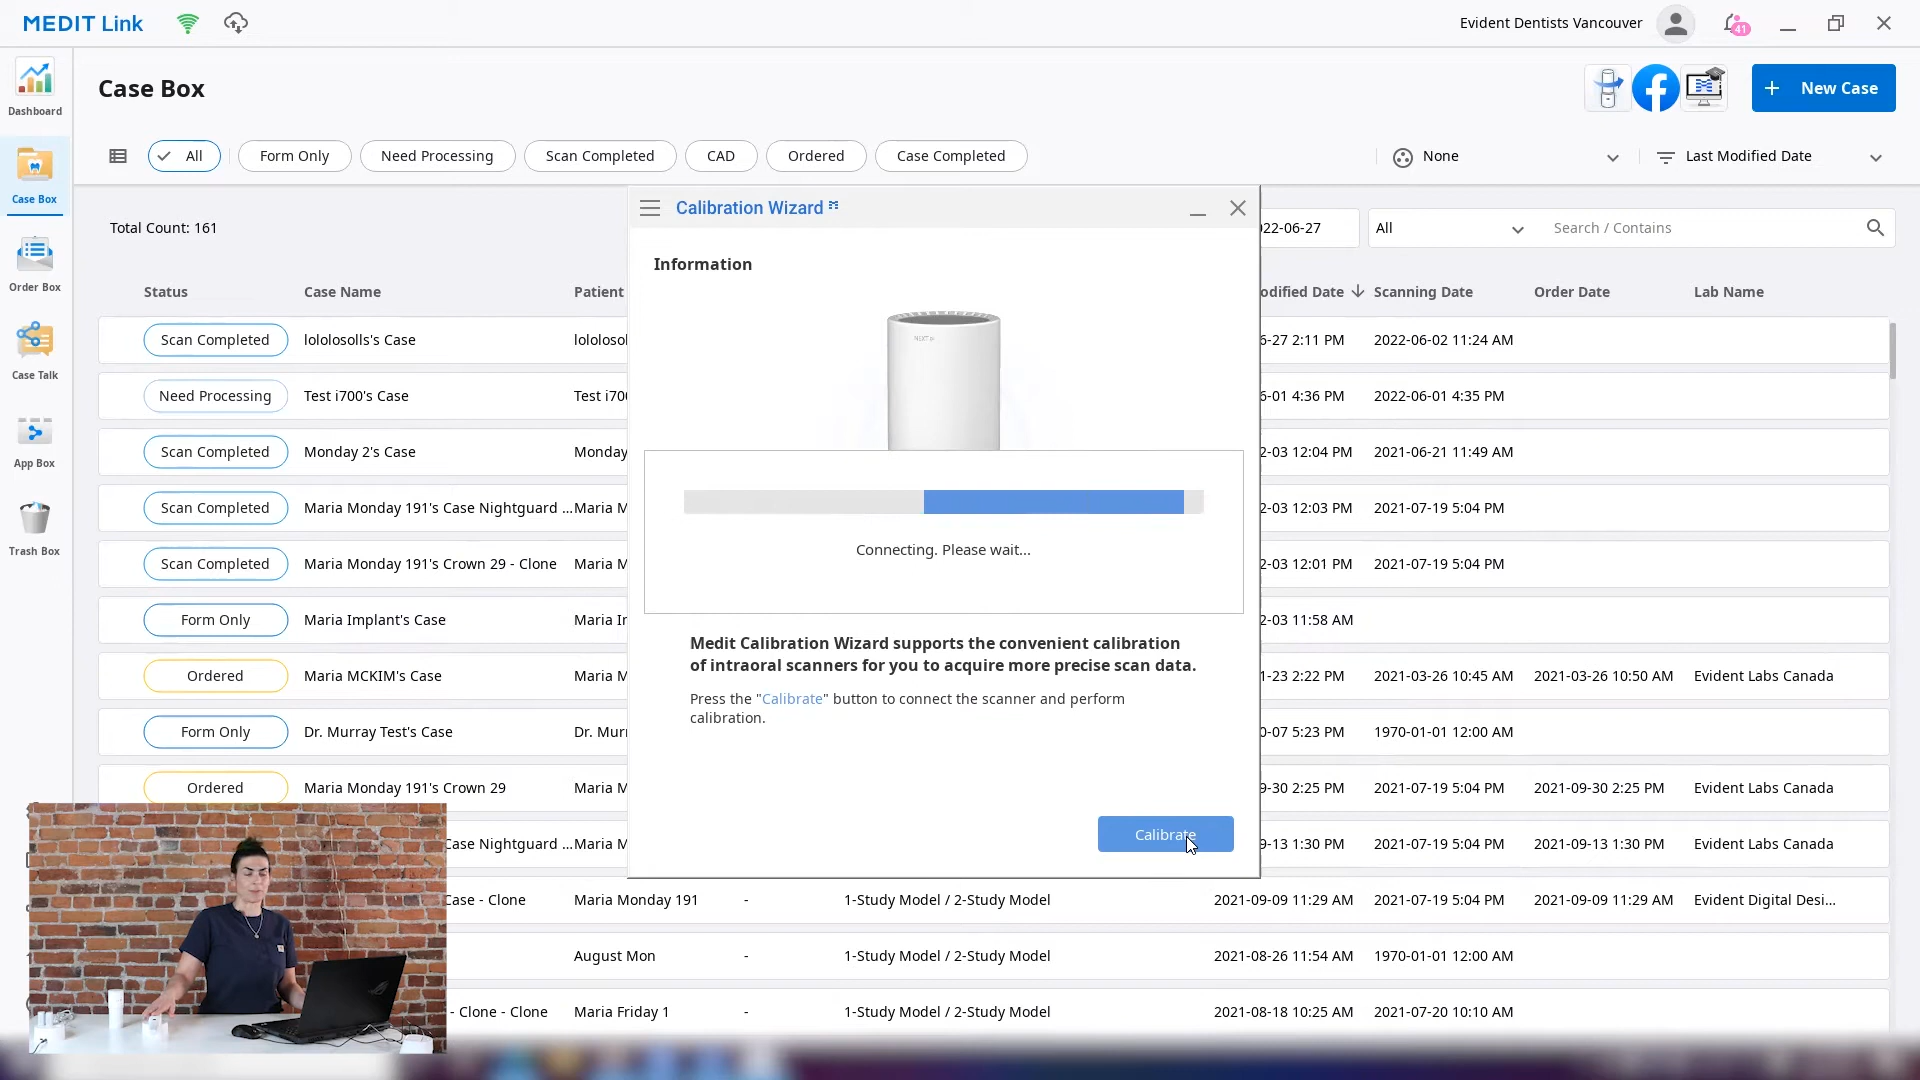 MEDIT Link
Evident Dentists Vancouver
41
Dashboard
Case Box
Order Box
Case Talk
App Box
Trash Box
Case Box
+ New Case
All
Form Only
Need Processing
Scan Completed
CAD
Ordered
Case Completed
None
Last Modified Date
Total Count: 161
22-06-27
All
Search / Contains
Status Case Name Patient odified Date Scanning Date Order Date Lab Name
Scan Completed lololosolls's Case lololosol 6-27 2:11 PM 2022-06-02 11:24 AM
Need Processing Test i700's Case Test i70 6-01 4:36 PM 2022-06-01 4:35 PM
Scan Completed Monday 2's Case Monday 2-03 12:04 PM 2021-06-21 11:49 AM
Scan Completed Maria Monday 191's Case Nightguard ... Maria M 2-03 12:03 PM 2021-07-19 5:04 PM
Scan Completed Maria Monday 191's Crown 29 - Clone Maria M 2-03 12:01 PM 2021-07-19 5:04 PM
Form Only Maria Implant's Case Maria Ir 2-03 11:58 AM
Ordered Maria MCKIM's Case Maria M 1-23 2:22 PM 2021-03-26 10:45 AM 2021-03-26 10:50 AM Evident Labs Canada
Form Only Dr. Murray Test's Case Dr. Murr 0-07 5:23 PM 1970-01-01 12:00 AM
Ordered Maria Monday 191's Crown 29 Maria M 9-30 2:25 PM 2021-07-19 5:04 PM 2021-09-30 2:25 PM Evident Labs Canada
Case Nightguard ... Maria M 9-13 1:30 PM 2021-07-19 5:04 PM 2021-09-13 1:30 PM Evident Labs Canada
Case - Clone Maria Monday 191 - 1-Study Model / 2-Study Model 2021-09-09 11:29 AM 2021-07-19 5:04 PM 2021-09-09 11:29 AM Evident Digital Desi...
August Mon - 1-Study Model / 2-Study Model 2021-08-26 11:54 AM 1970-01-01 12:00 AM
- Clone - Clone Maria Friday 1 - 1-Study Model / 2-Study Model 2021-08-18 10:25 AM 2021-07-20 10:10 AM
Calibration Wizard
Information
Connecting. Please wait...
Medit Calibration Wizard supports the convenient calibration
of intraoral scanners for you to acquire more precise scan data.
Press the "Calibrate" button to connect the scanner and perform
calibration.
Calibrate